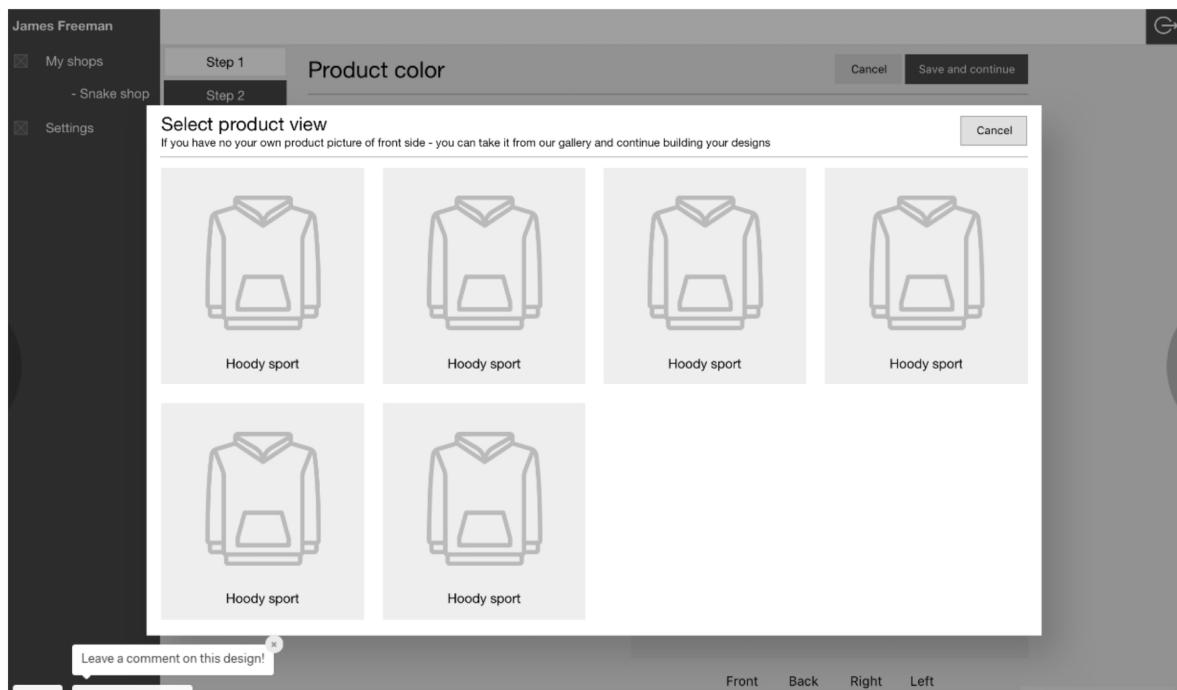 James Freeman
My shops
- Snake shop
Settings
Step 1
Step 2
Product color
Cancel
Save and continue
Select product view
Cancel
If you have no your own product picture of front side - you can take it from our gallery and continue building your designs
Hoody sport
Hoody sport
Hoody sport
Hoody sport
Hoody sport
Hoody sport
Leave a comment on this design!
Front
Back
Right
Left